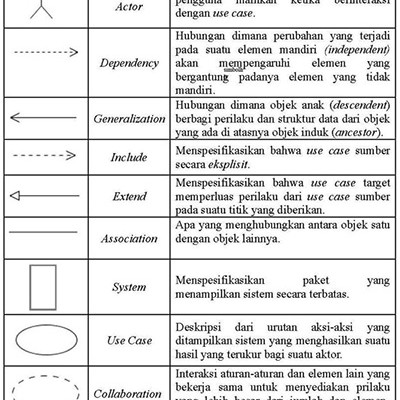 pengguna mainkan ketika berinteraksi
Actor
dengan use case.
Hubungan dimana perubahan yang terjadi
pada suatu elemen mandiri (independent)
Dependency
akan mempengaruhi elemen yang
bergantung padanya elemen yang tidak
mandiri.
Hubungan dimana objek anak (descendent)
Generalization
berbagi perilaku dan struktur data dari objek
yang ada di atasnya objek induk (ancestor).
Include
Menspesifikasikan bahwa use case sumber
secara eksplisit.
Extend
Menspesifikasikan bahwa use case target
memperluas perilaku dari use case sumber
pada suatu titik yang diberikan.
Association
Apa yang menghubungkan antara objek satu
dengan objek lainnya.
System
Menspesifikasikan paket yang
menampilkan sistem secara terbatas.
Use Case
Deskripsi dari urutan aksi-aksi yang
ditampilkan sistem yang menghasilkan suatu
hasil yang terukur bagi suatu aktor.
Collaboration
Interaksi aturan-aturan dan elemen lain yang
bekerja sama untuk menyediakan prilaku